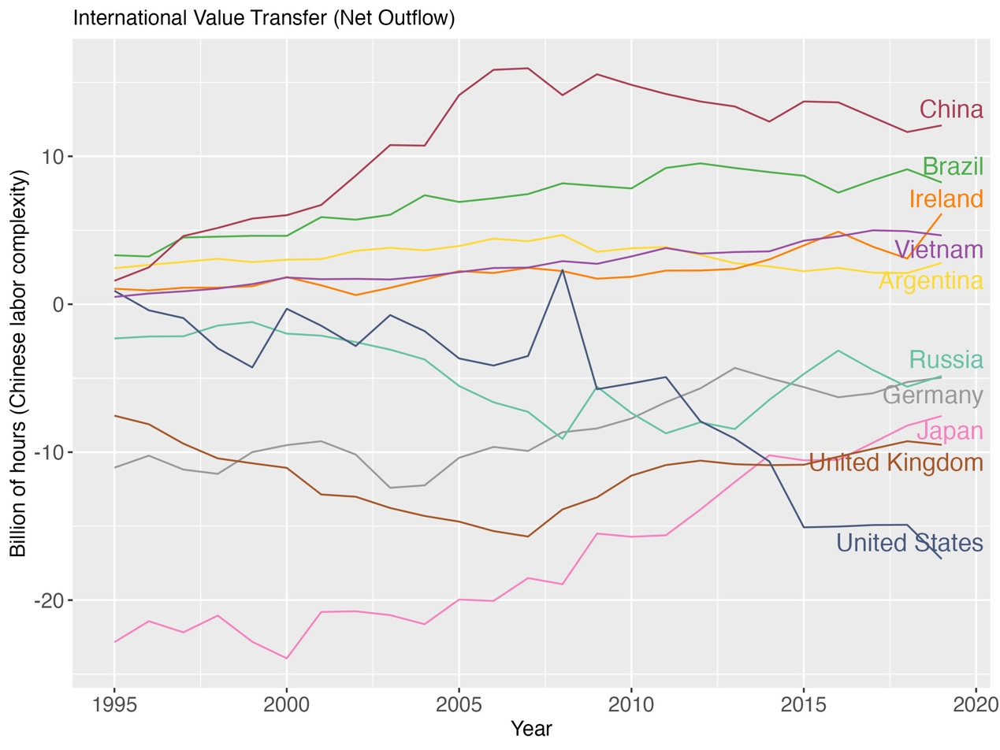 International Value Transfer (Net Outflow)
Billion of hours (Chinese labor complexity)
10
0
-10
-20
China
Brazil
Ireland
Vietnam
Argentina
Russia
Germany
Japan
United Kingdom
United States
1995
2000
2005
2010
2015
2020
Year